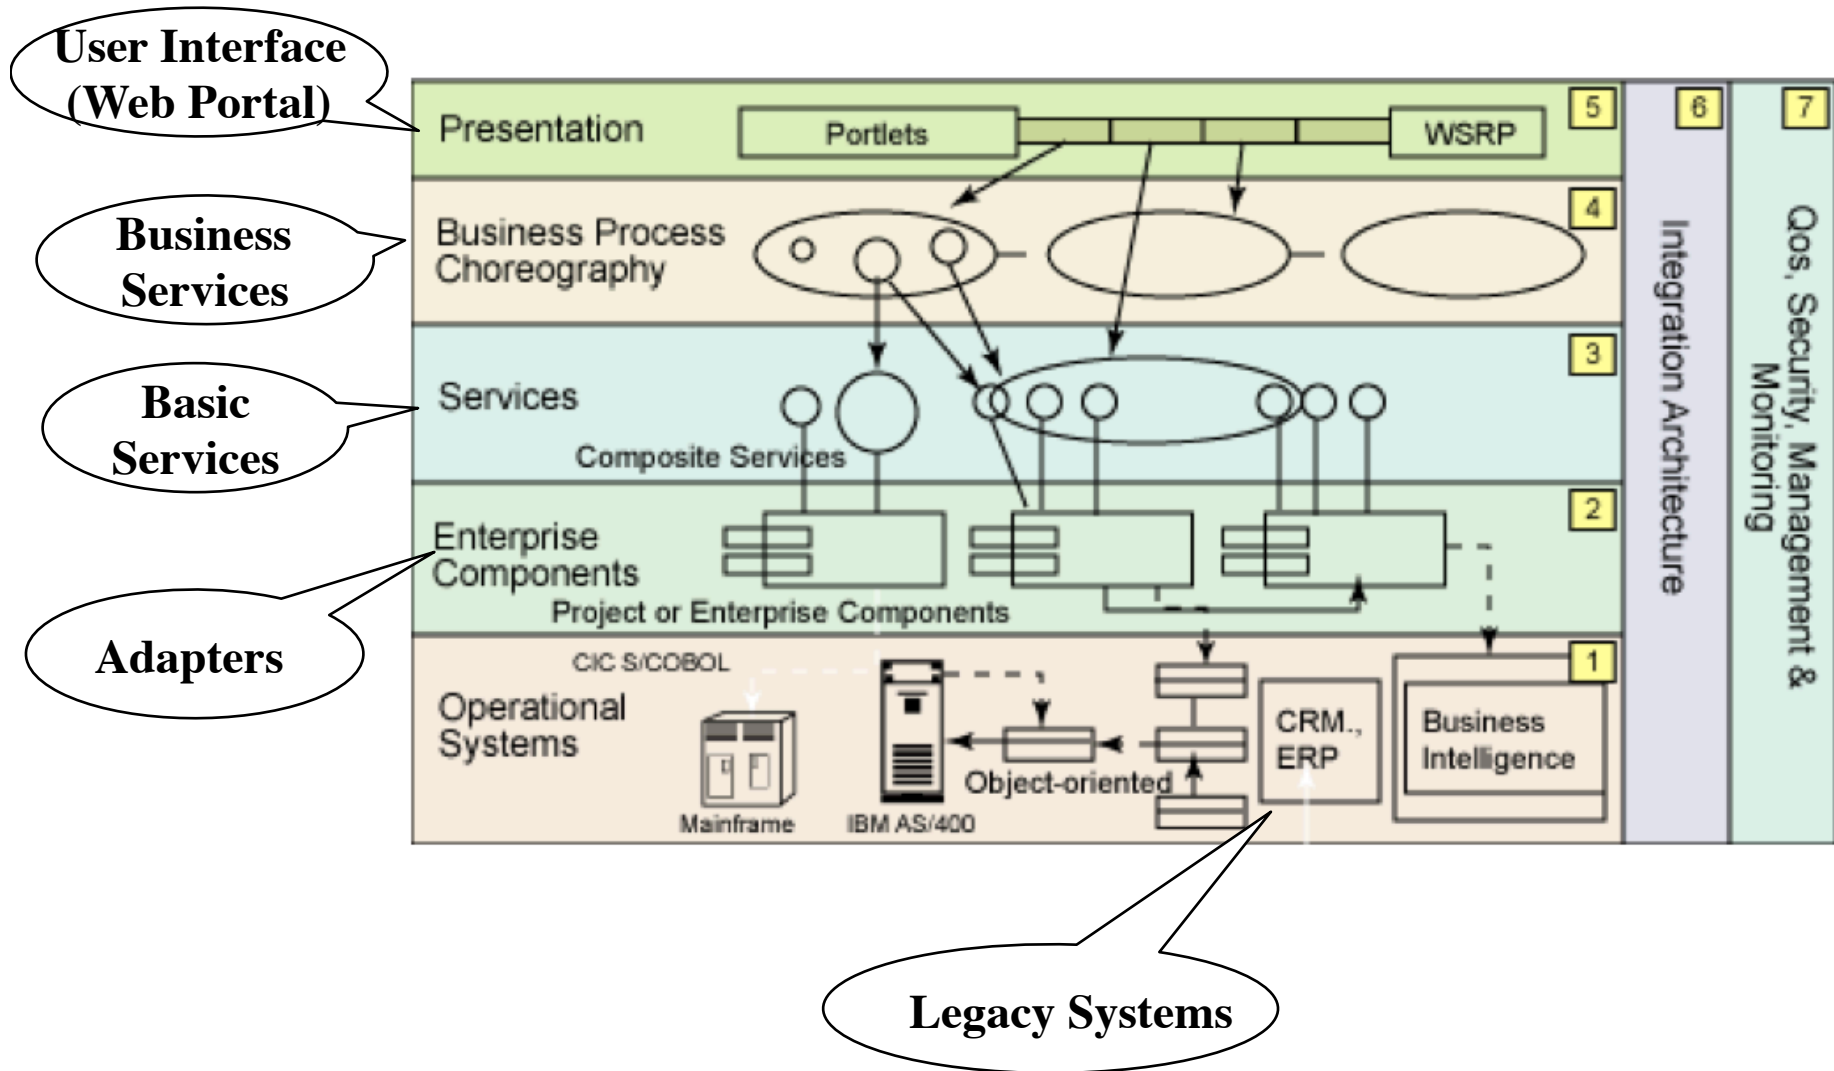 User Interface
(Web Portal)
Presentation
Portlets
WSRP
5
6
7
Business
Services
Business Process
Choreography
4
Integration Architecture
Qos, Security, Management &
Monitoring
Basic
Services
Services
3
Composite Services
Enterprise
Components
2
Project or Enterprise Components
Adapters
CIC S/COBOL
1
Operational
Systems
CRM.,
ERP
Business
Intelligence
Object-oriented
Mainframe
IBM AS/400
Legacy Systems